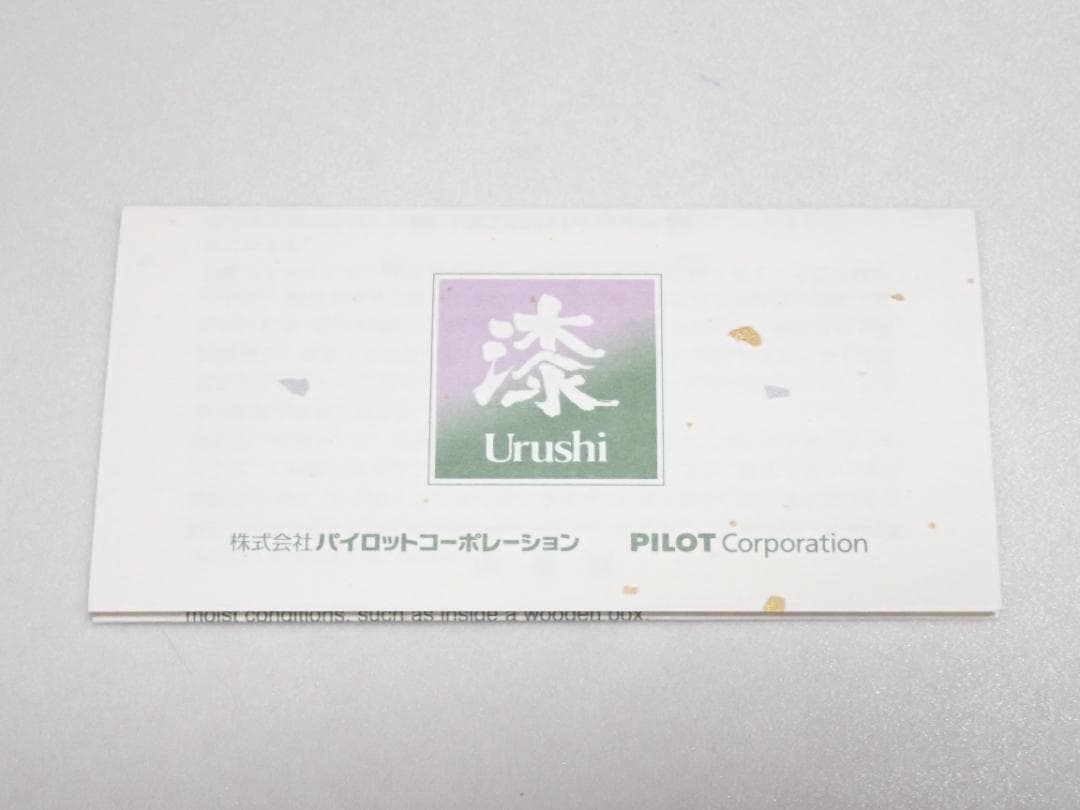 漆
Urushi
株式会社パイロットコーポレーション PILOT Corporation
moist conditions, such as inside a wooden box.